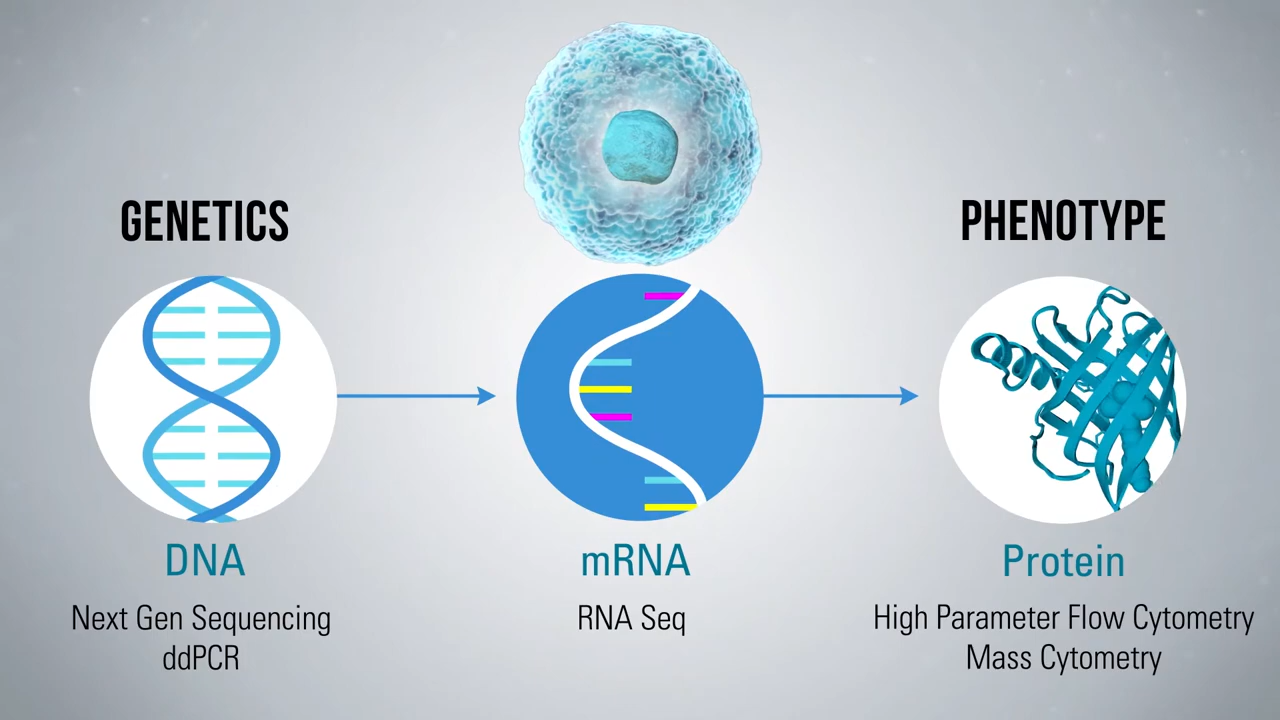 GENETICS
PHENOTYPE
DNA
mRNA
Protein
Next Gen Sequencing
ddPCR
RNA Seq
High Parameter Flow Cytometry
Mass Cytometry